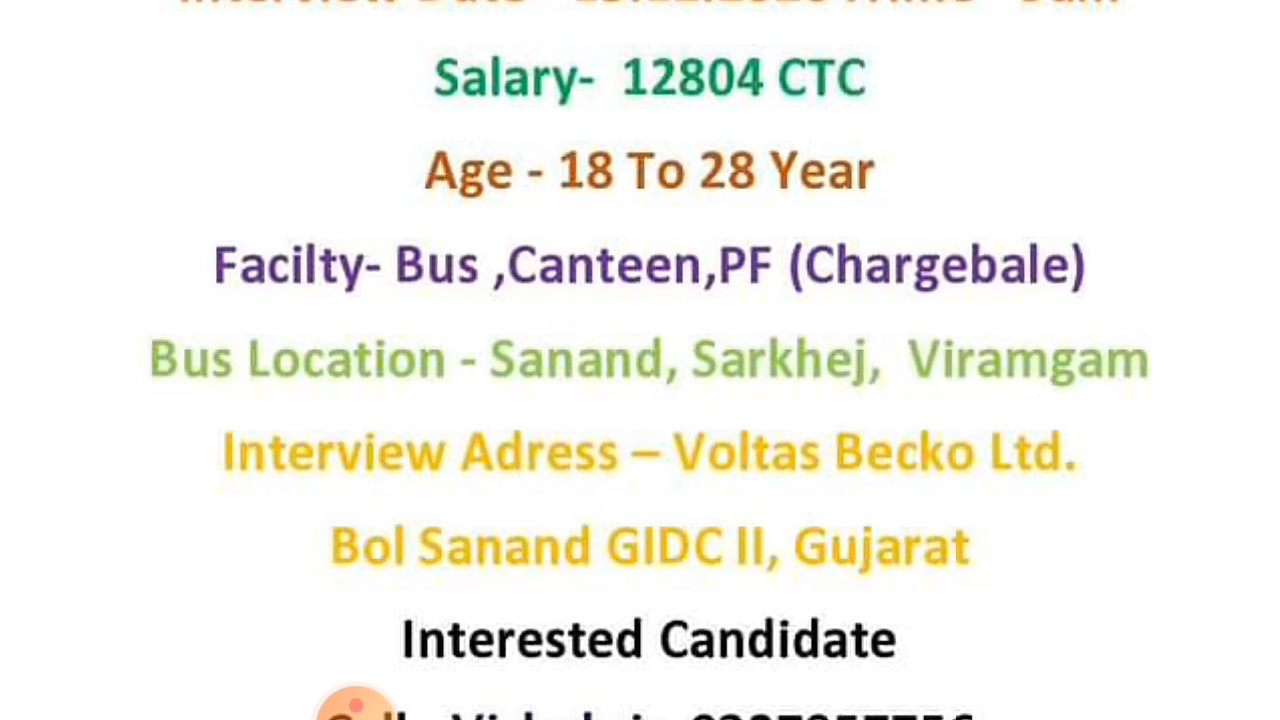 Salary-  12804 CTC
Age - 18 To 28 Year
Facilty- Bus ,Canteen,PF (Chargebale)
Bus Location - Sanand, Sarkhej,  Viramgam
Interview Adress – Voltas Becko Ltd.
Bol Sanand GIDC II, Gujarat
Interested Candidate